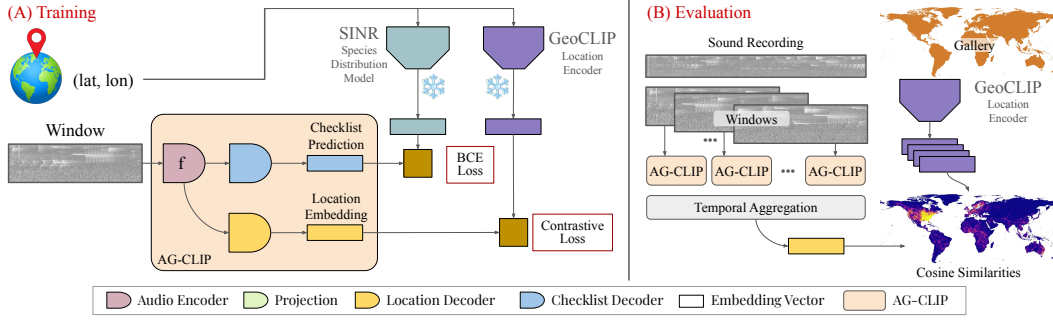 (A) Training
(lat, lon)
SINR
Species
Distribution
Model
GeoCLIP
Location
Encoder
Window
f
Checklist
Prediction
Location
Embedding
AG-CLIP
BCE
Loss
Contrastive
Loss
(B) Evaluation
Sound Recording
Windows
...
AG-CLIP
AG-CLIP
...
AG-CLIP
Temporal Aggregation
Gallery
GeoCLIP
Location
Encoder
Cosine Similarities
Audio Encoder
Projection
Location Decoder
Checklist Decoder
Embedding Vector
AG-CLIP